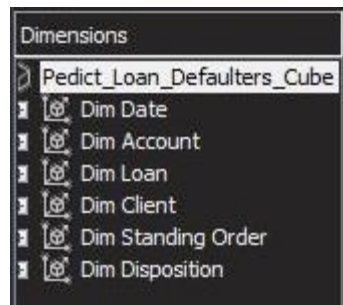 Dimensions
Pedict_Loan_Defaulters_Cube
Dim Date
Dim Account
Dim Loan
Dim Client
Dim Standing Order
Dim Disposition